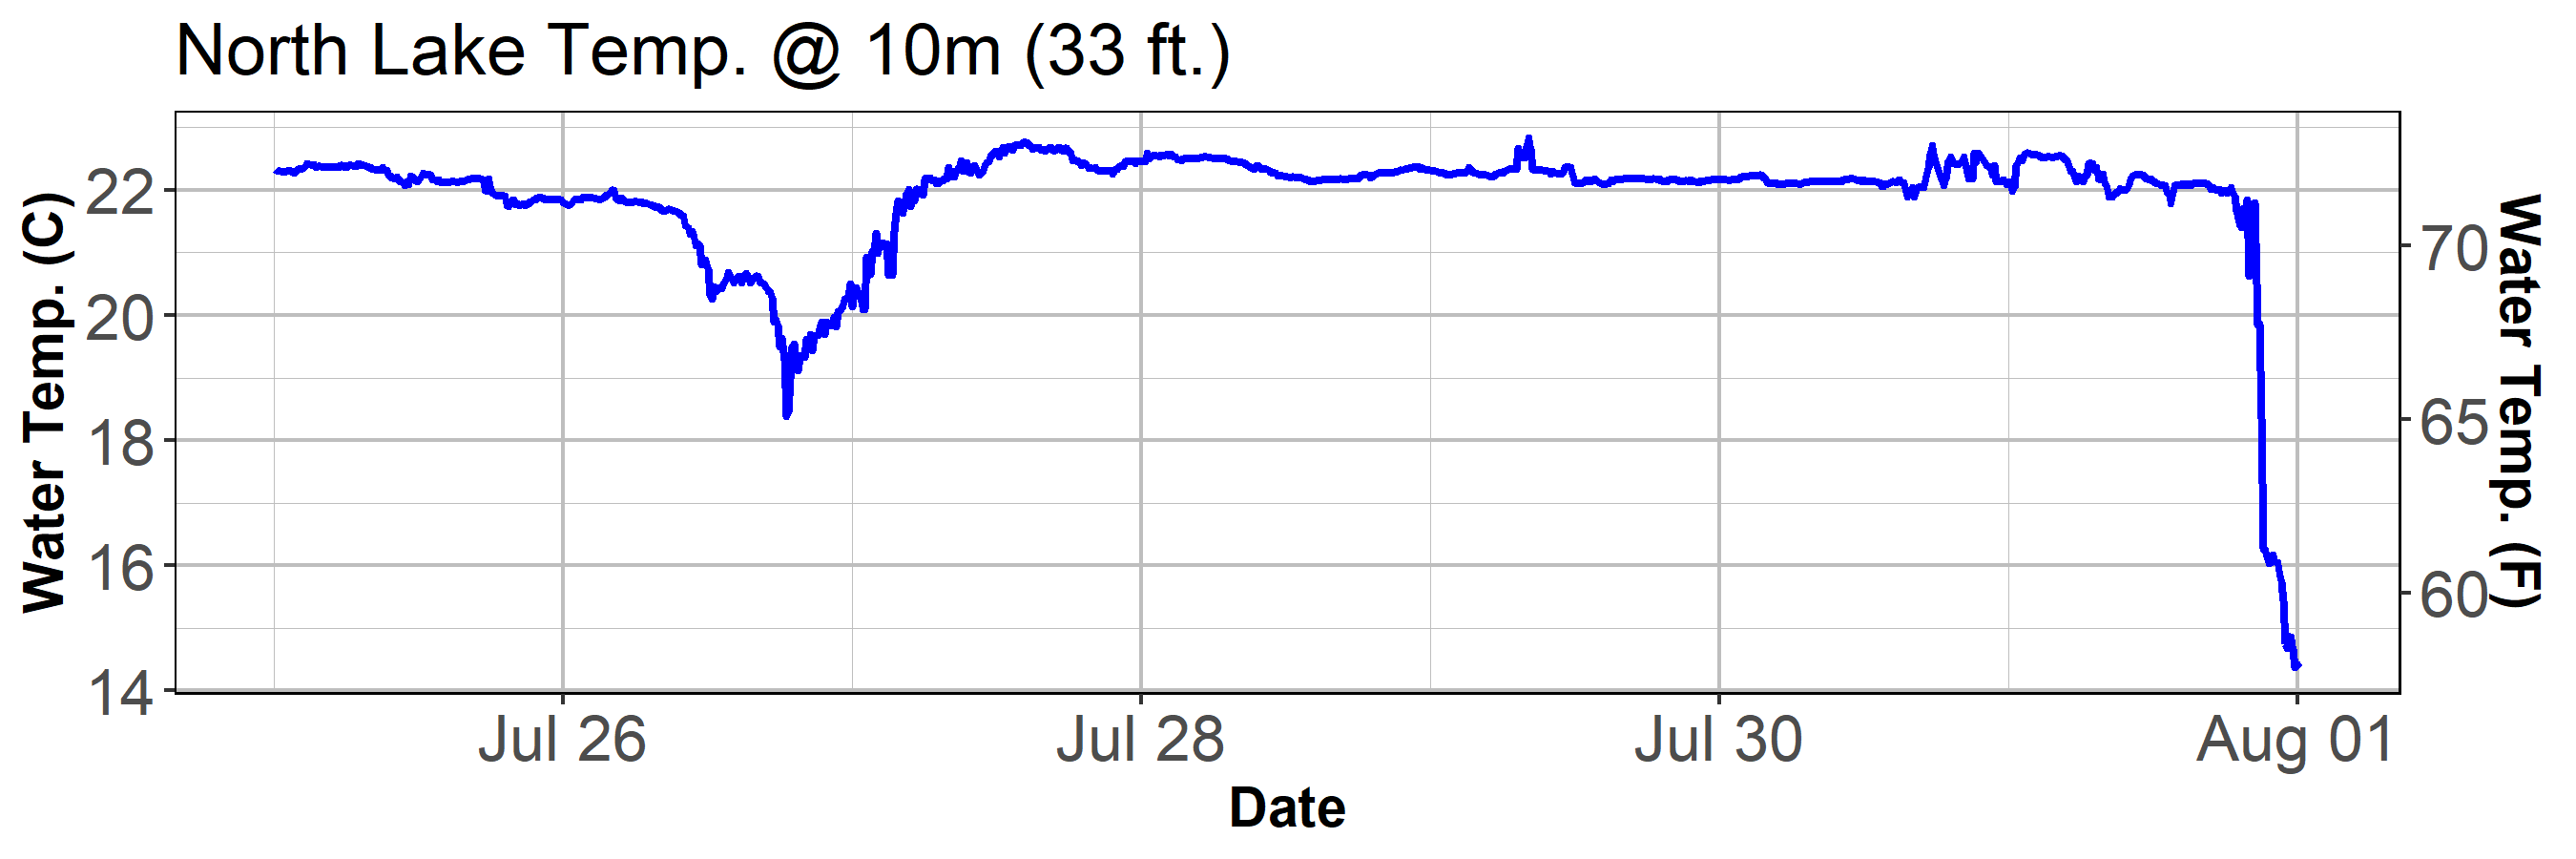 North Lake Temp. @ 10m (33 ft.)
Water Temp. (C)
22
20
18
16
14
70
65
60
Water Temp. (F)
Jul 26
Jul 28
Jul 30
Aug 01
Date